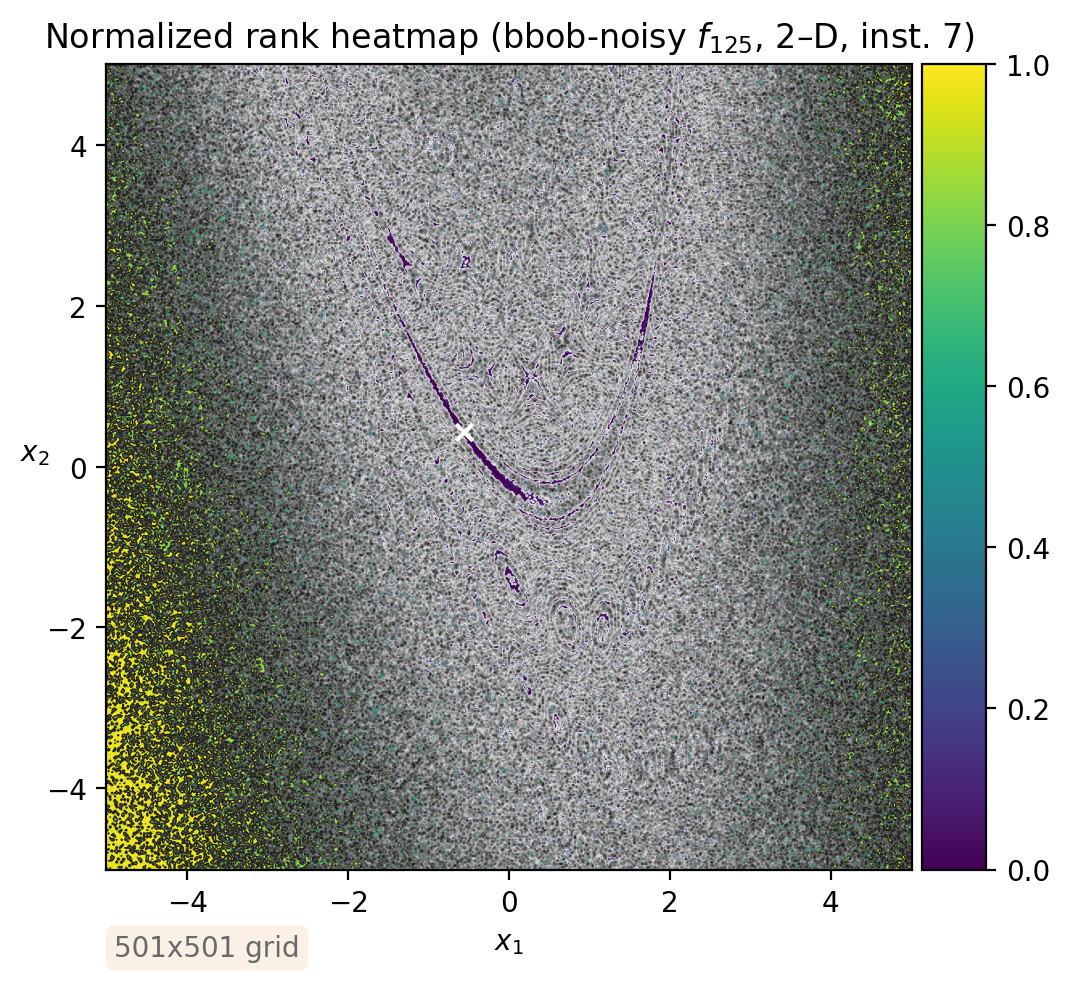 Normalized rank heatmap (bbob-noisy f₁₂₅, 2–D, inst. 7)
1.0
0.8
0.6
0.4
0.2
0.0
4
2
0
−2
−4
x₂
−4 −2 0 2 4
x₁
501x501 grid